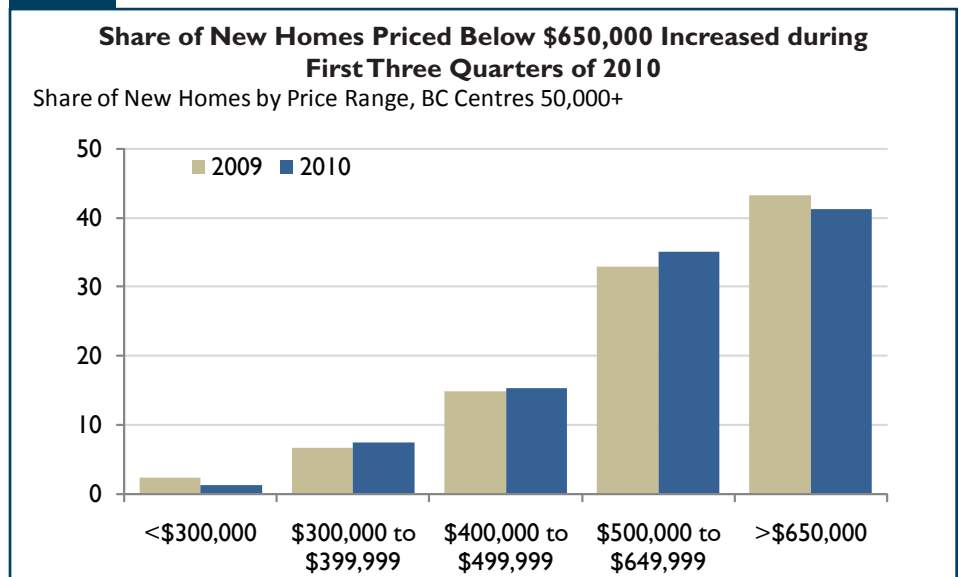 Share of New Homes Priced Below $650,000 Increased during
First Three Quarters of 2010
Share of New Homes by Price Range, BC Centres 50,000+
50
2009 2010
40
30
20
10
0
<$300,000 $300,000 to $400,000 to $500,000 to >$650,000
$399,999 $499,999 $649,999